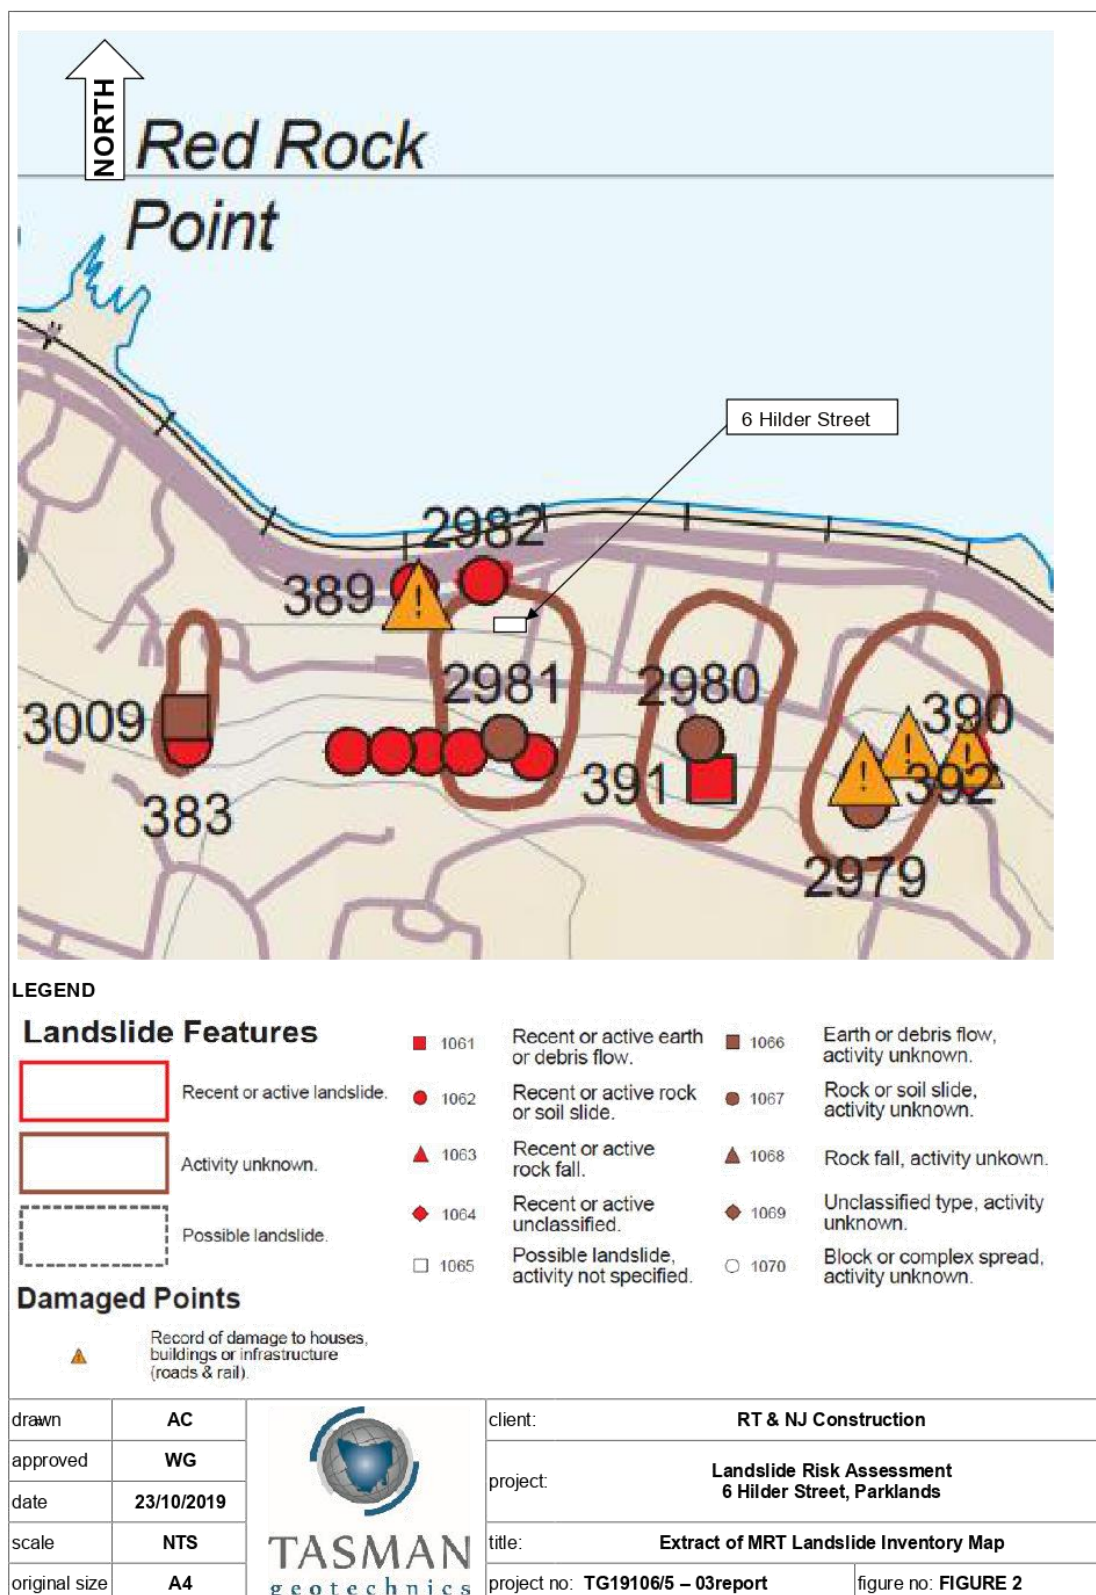 NORTH
Red Rock
Point
6 Hilder Street
2982
389
2981
2980
390
3009
391
392
383
2979
LEGEND
Landslide Features
Recent or active landslide.
Activity unknown.
Possible landslide.
1061 Recent or active earth
or debris flow.
1062 Recent or active rock
or soil slide.
1063 Recent or active
rock fall.
1064 Recent or active
unclassified.
1065 Possible landslide,
activity not specified.
1066 Earth or debris flow,
activity unknown.
1067 Rock or soil slide,
activity unknown.
1068 Rock fall, activity unkown.
1069 Unclassified type, activity
unknown.
1070 Block or complex spread,
activity unknown.
Damaged Points
Record of damage to houses,
buildings or infrastructure
(roads & rail).
drawn AC
approved WG
date 23/10/2019
scale NTS
original size A4
TASMAN
geotechnics
client: RT & NJ Construction
project: Landslide Risk Assessment
6 Hilder Street, Parklands
title: Extract of MRT Landslide Inventory Map
project no: TG19106/5 – 03report
figure no: FIGURE 2